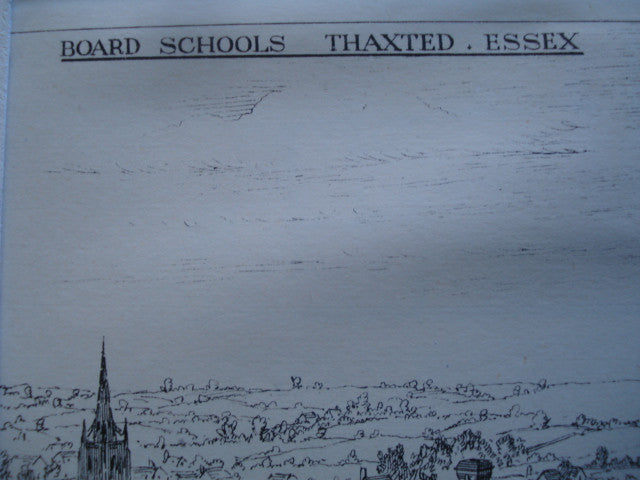 BOARD SCHOOLS THAXTED . ESSEX